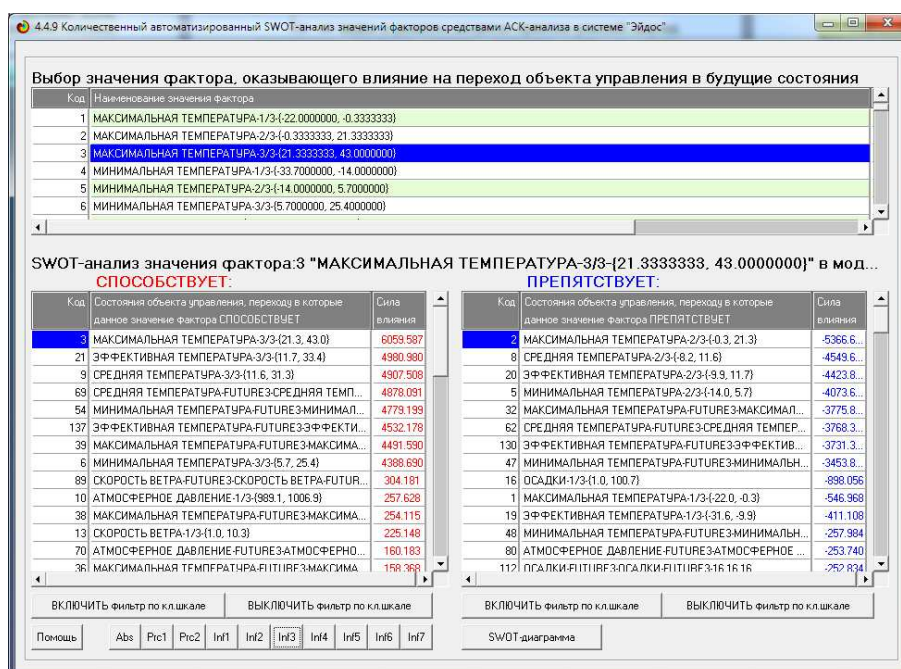 4.4.9 Количественный автоматизированный SWOT-анализ значений факторов средствами АСК-анализа в системе "Эйдос"
Выбор значения фактора, оказывающего влияние на переход объекта управления в будущие состояния
Код Наименование значения фактора
1 МАКСИМАЛЬНАЯ ТЕМПЕРАТУРА-1/3-{-22.0000000, -0.3333333}
2 МАКСИМАЛЬНАЯ ТЕМПЕРАТУРА-2/3-{-0.3333333, 21.3333333}
3 МАКСИМАЛЬНАЯ ТЕМПЕРАТУРА-3/3-{21.3333333, 43.0000000}
4 МИНИМАЛЬНАЯ ТЕМПЕРАТУРА-1/3-{-33.7000000, -14.0000000}
5 МИНИМАЛЬНАЯ ТЕМПЕРАТУРА-2/3-{-14.0000000, 5.7000000}
6 МИНИМАЛЬНАЯ ТЕМПЕРАТУРА-3/3-{5.7000000, 25.4000000}
SWOT-анализ значения фактора:3 "МАКСИМАЛЬНАЯ ТЕМПЕРАТУРА-3/3-{21.3333333, 43.0000000}" в мод...
СПОСОБСТВУЕТ:
Код Состояния объекта управления, переходу в которые данное значение фактора СПОСОБСТВУЕТ Сила влияния
3 МАКСИМАЛЬНАЯ ТЕМПЕРАТУРА-3/3-{21.3, 43.0} 6059.587
21 ЭФФЕКТИВНАЯ ТЕМПЕРАТУРА-3/3-{11.7, 33.4} 4980.980
9 СРЕДНЯЯ ТЕМПЕРАТУРА-3/3-{11.6, 31.3} 4907.508
69 СРЕДНЯЯ ТЕМПЕРАТУРА-FUTURE3-СРЕДНЯЯ ТЕМП... 4878.091
54 МИНИМАЛЬНАЯ ТЕМПЕРАТУРА-FUTURE3-МИНИМАЛ... 4779.199
137 ЭФФЕКТИВНАЯ ТЕМПЕРАТУРА-FUTURE3-ЭФФЕКТИ... 4532.178
39 МАКСИМАЛЬНАЯ ТЕМПЕРАТУРА-FUTURE3-МАКСИМА... 4491.590
6 МИНИМАЛЬНАЯ ТЕМПЕРАТУРА-3/3-{5.7, 25.4} 4388.690
89 СКОРОСТЬ ВЕТРА-FUTURE3-СКОРОСТЬ ВЕТРА-FUTUR... 304.181
10 АТМОСФЕРНОЕ ДАВЛЕНИЕ-1/3-{989.1, 1006.9} 257.628
38 МАКСИМАЛЬНАЯ ТЕМПЕРАТУРА-FUTURE3-МАКСИМА... 254.115
13 СКОРОСТЬ ВЕТРА-1/3-{1.0, 10.3} 225.148
70 АТМОСФЕРНОЕ ДАВЛЕНИЕ-FUTURE3-АТМОСФЕРНО... 160.183
36 МАКСИМАЛЬНАЯ ТЕМПЕРАТУРА-FUTURE3-МАКСИМА... 158.368
ПРЕПЯТСТВУЕТ:
Код Состояния объекта управления, переходу в которые данное значение фактора ПРЕПЯТСТВУЕТ Сила влияния
2 МАКСИМАЛЬНАЯ ТЕМПЕРАТУРА-2/3-{-0.3, 21.3} -5366.6...
8 СРЕДНЯЯ ТЕМПЕРАТУРА-2/3-{-8.2, 11.6} -4549.6...
20 ЭФФЕКТИВНАЯ ТЕМПЕРАТУРА-2/3-{-9.9, 11.7} -4423.8...
5 МИНИМАЛЬНАЯ ТЕМПЕРАТУРА-2/3-{-14.0, 5.7} -4073.6...
32 МАКСИМАЛЬНАЯ ТЕМПЕРАТУРА-FUTURE3-МАКСИМАЛ... -3775.8...
62 СРЕДНЯЯ ТЕМПЕРАТУРА-FUTURE3-СРЕДНЯЯ ТЕМПЕР... -3768.3...
130 ЭФФЕКТИВНАЯ ТЕМПЕРАТУРА-FUTURE3-ЭФФЕКТИВ... -3731.3...
47 МИНИМАЛЬНАЯ ТЕМПЕРАТУРА-FUTURE3-МИНИМАЛЬН... -3453.8...
16 ОСАДКИ-1/3-{1.0, 100.7} -898.056
1 МАКСИМАЛЬНАЯ ТЕМПЕРАТУРА-1/3-{-22.0, -0.3} -546.968
19 ЭФФЕКТИВНАЯ ТЕМПЕРАТУРА-1/3-{-31.6, -9.9} -411.108
48 МИНИМАЛЬНАЯ ТЕМПЕРАТУРА-FUTURE3-МИНИМАЛЬН... -257.984
80 АТМОСФЕРНОЕ ДАВЛЕНИЕ-FUTURE3-АТМОСФЕРНОЕ ... -253.740
112 ОСАДКИ-FUTURE3-ОСАДКИ-FUTURE3-16,16,16 -252.834
ВКЛЮЧИТЬ фильтр по кл.шкале ВЫКЛЮЧИТЬ фильтр по кл.шкале ВКЛЮЧИТЬ фильтр по кл.шкале ВЫКЛЮЧИТЬ фильтр по кл.шкале
Помощь Abs Prc1 Prc2 Inf1 Inf2 Inf3 Inf4 Inf5 Inf6 Inf7 SWOT-диаграмма